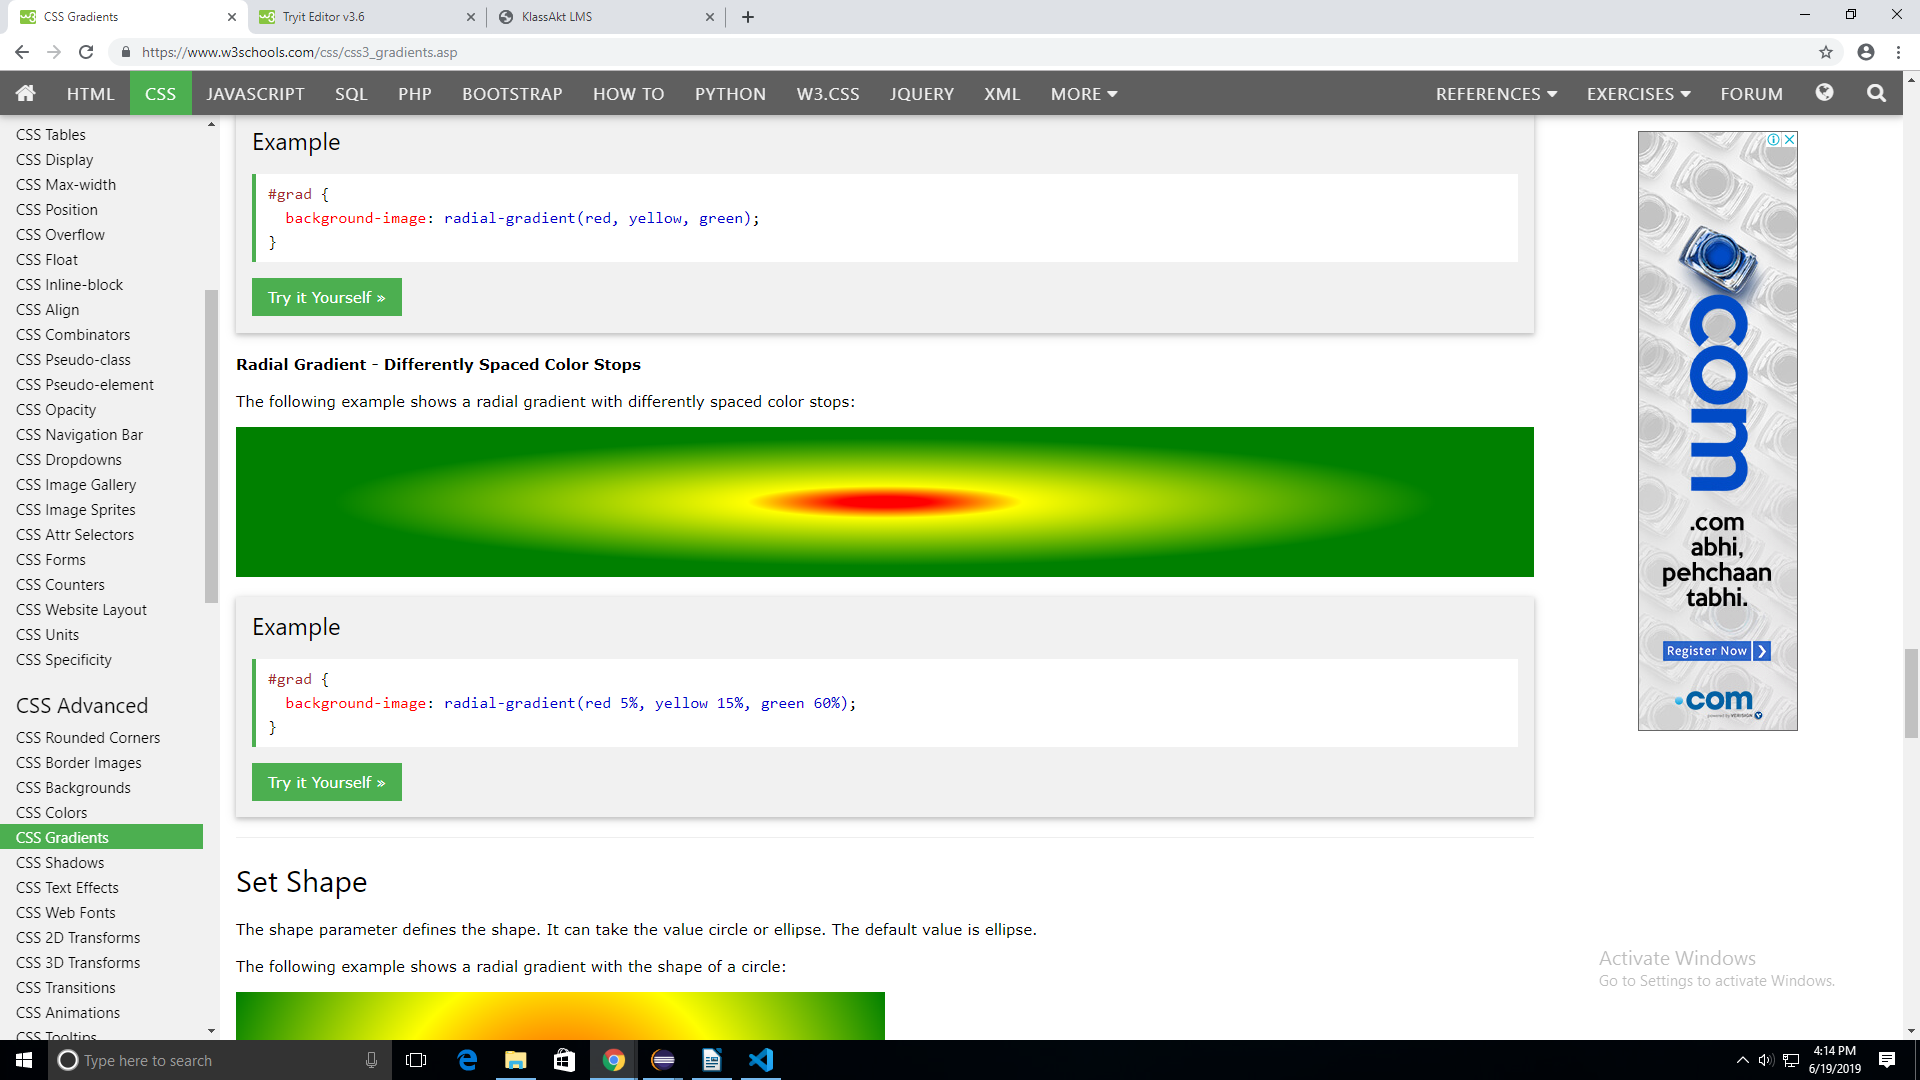 CSS Gradients
Tryit Editor v3.6
KlassAkt LMS
https://www.w3schools.com/css/css3_gradients.asp
HTML CSS JAVASCRIPT SQL PHP BOOTSTRAP HOW TO PYTHON W3.CSS JQUERY XML MORE REFERENCES EXERCISES FORUM
CSS Tables
CSS Display
CSS Max-width
CSS Position
CSS Overflow
CSS Float
CSS Inline-block
CSS Align
CSS Combinators
CSS Pseudo-class
CSS Pseudo-element
CSS Opacity
CSS Navigation Bar
CSS Dropdowns
CSS Image Gallery
CSS Image Sprites
CSS Attr Selectors
CSS Forms
CSS Counters
CSS Website Layout
CSS Units
CSS Specificity
CSS Advanced
CSS Rounded Corners
CSS Border Images
CSS Backgrounds
CSS Colors
CSS Gradients
CSS Shadows
CSS Text Effects
CSS Web Fonts
CSS 2D Transforms
CSS 3D Transforms
CSS Transitions
CSS Animations
CSS Tooltips
Example
#grad {
background-image: radial-gradient(red, yellow, green);
}
Try it Yourself »
Radial Gradient - Differently Spaced Color Stops
The following example shows a radial gradient with differently spaced color stops:
Example
#grad {
background-image: radial-gradient(red 5%, yellow 15%, green 60%);
}
Try it Yourself »
Set Shape
The shape parameter defines the shape. It can take the value circle or ellipse. The default value is ellipse.
The following example shows a radial gradient with the shape of a circle:
com
.com
abhi,
pehchaan
tabhi.
Register Now
.com
powered by VERISIGN
Activate Windows
Go to Settings to activate Windows.
Type here to search
4:14 PM
6/19/2019